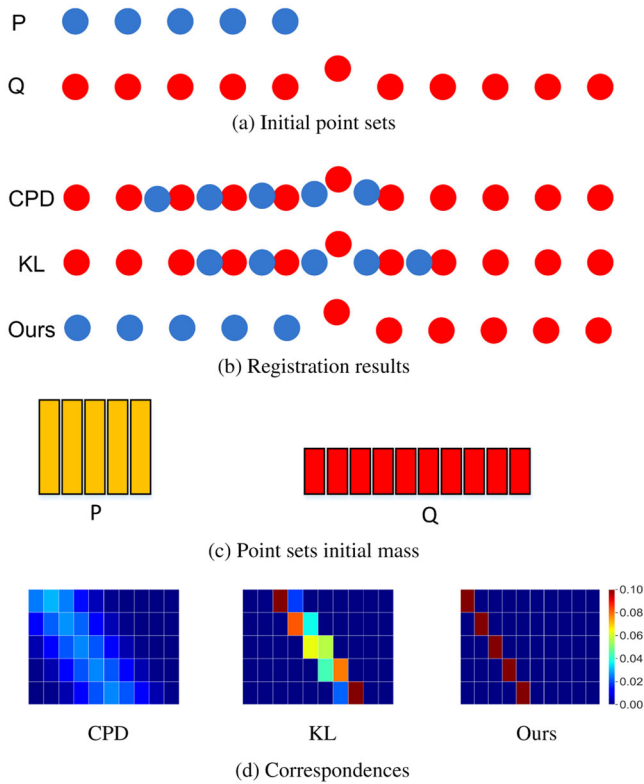 P
Q
(a) Initial point sets
CPD
KL
Ours
(b) Registration results
P Q
(c) Point sets initial mass
0.10
0.08
0.06
0.04
0.02
0.00
CPD KL Ours
(d) Correspondences